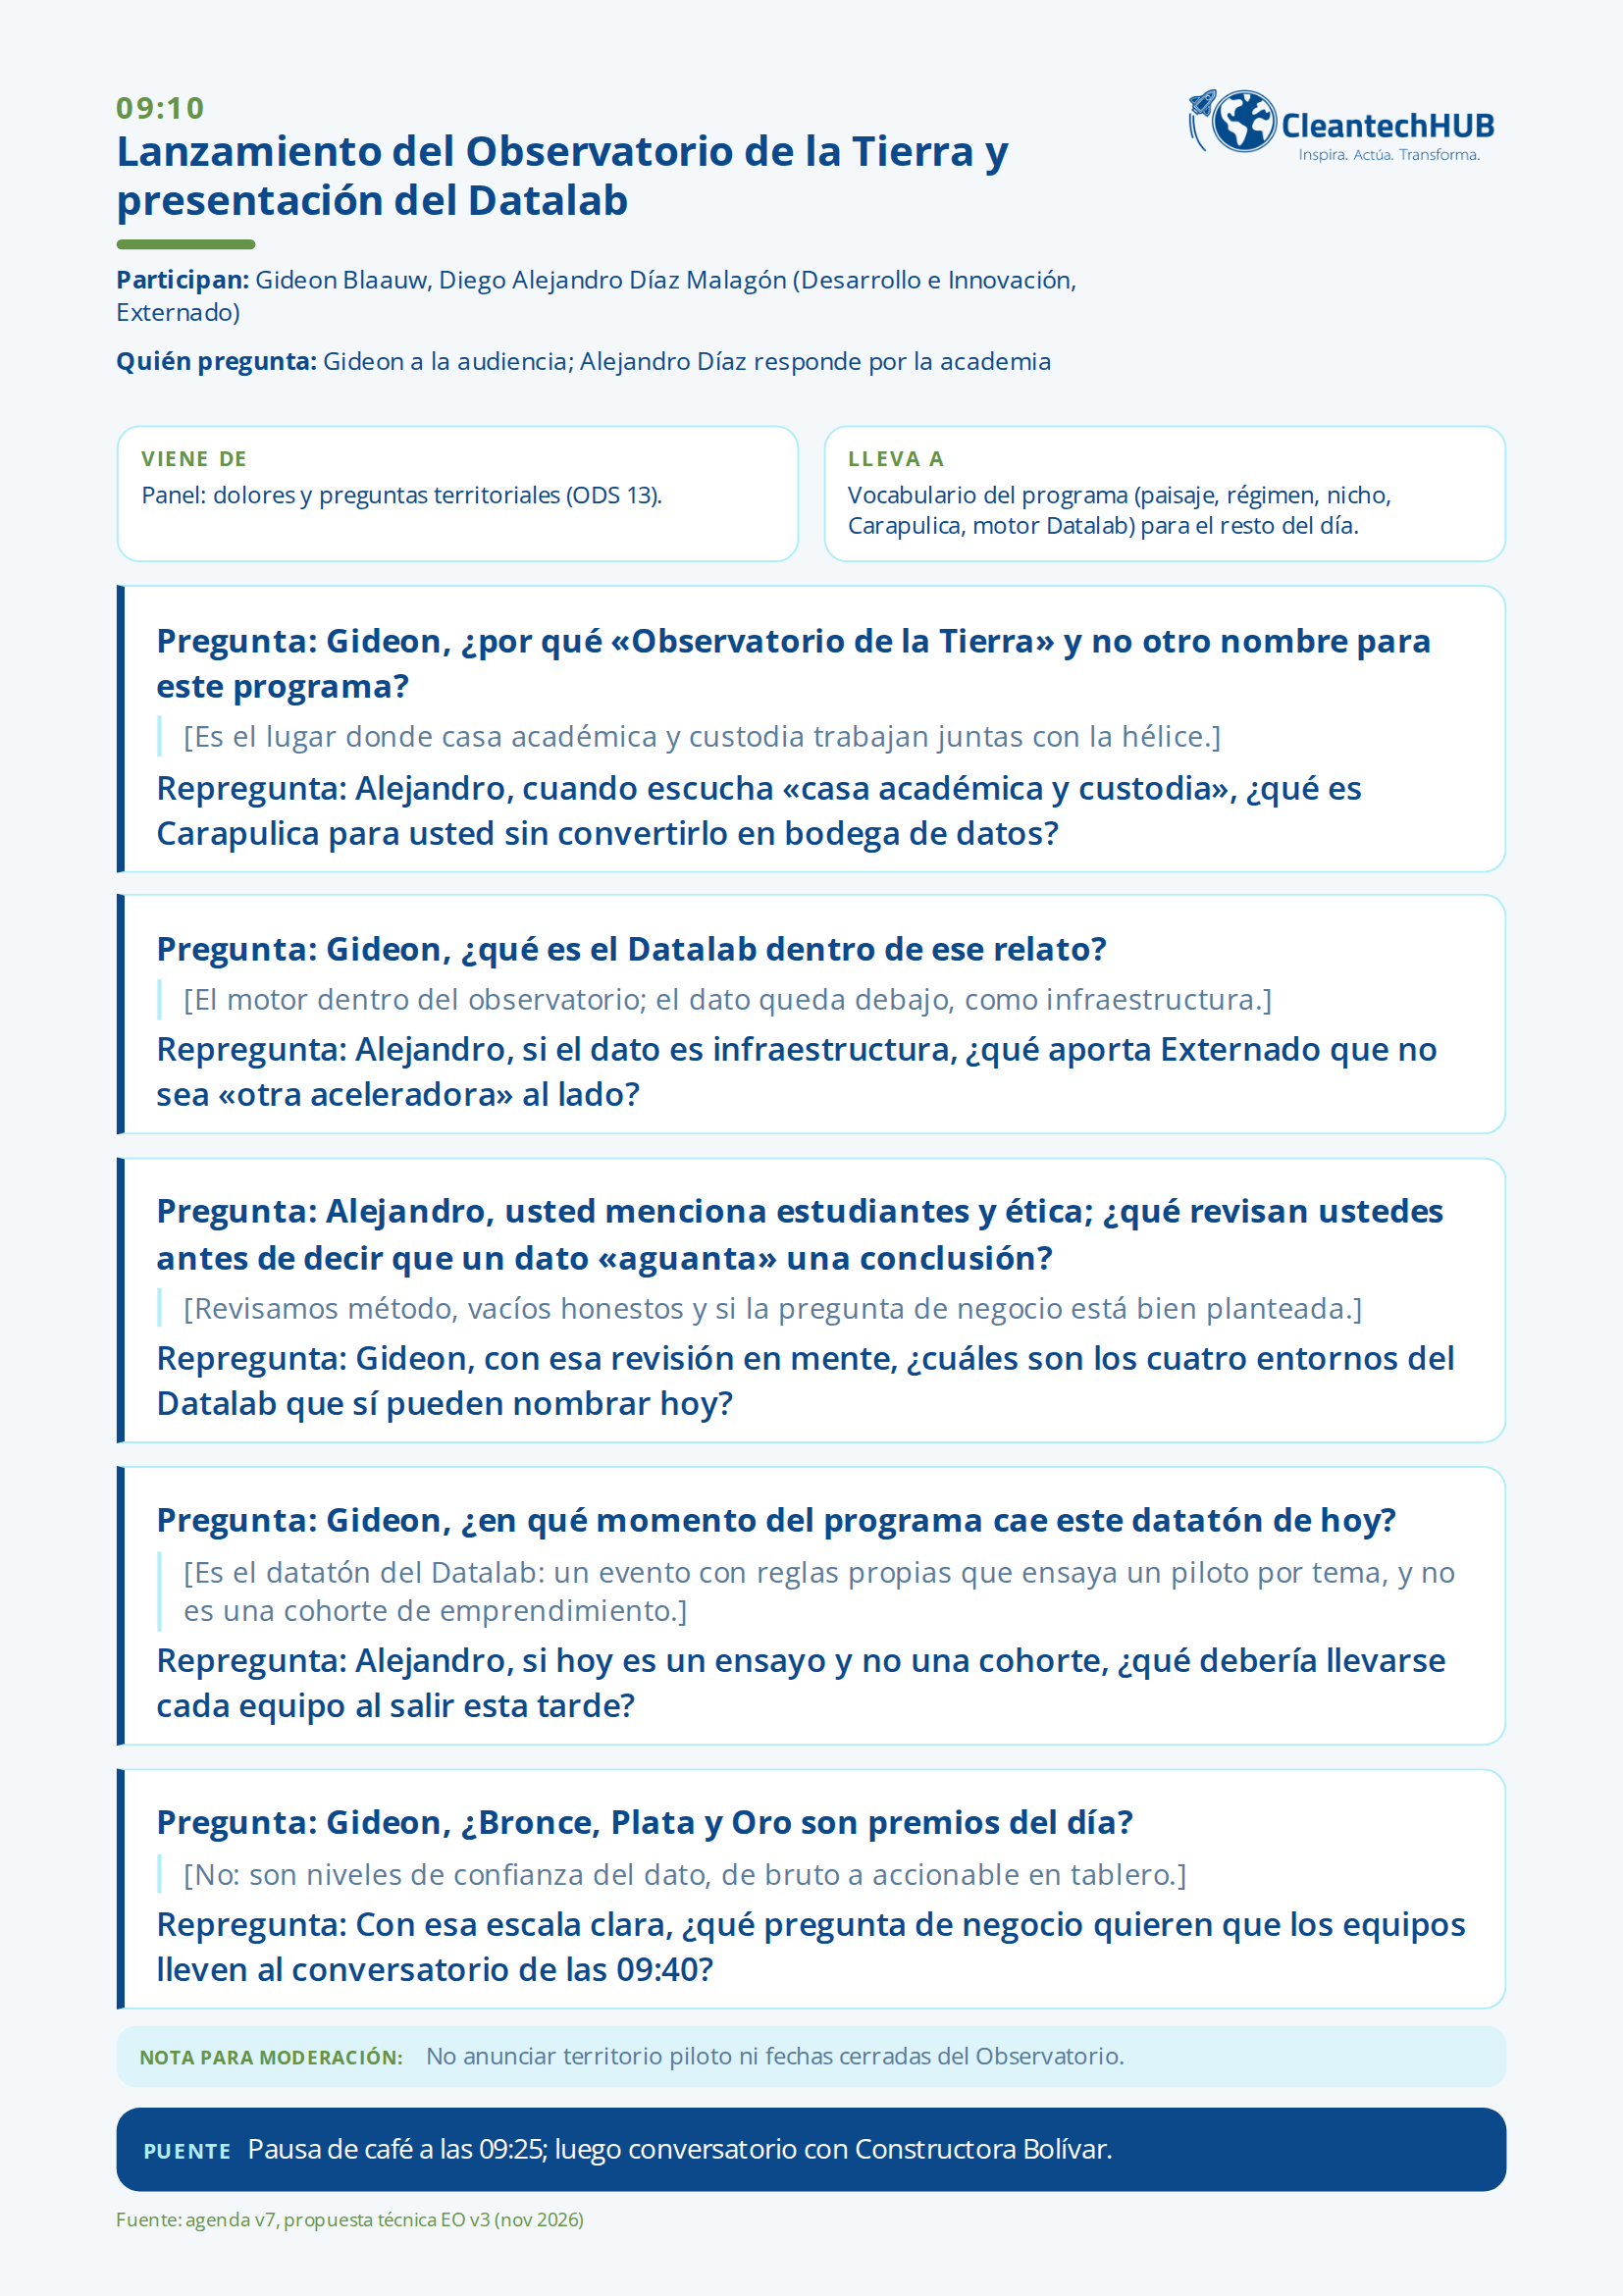 09:10
Lanzamiento del Observatorio de la Tierra y
presentación del Datalab
CleantechHUB
Inspira. Actúa. Transforma.
Participan: Gideon Blaauw, Diego Alejandro Díaz Malagón (Desarrollo e Innovación,
Externado)
Quién pregunta: Gideon a la audiencia; Alejandro Díaz responde por la academia
VIENE DE
Panel: dolores y preguntas territoriales (ODS 13).
LLEVA A
Vocabulario del programa (paisaje, régimen, nicho,
Carapulica, motor Datalab) para el resto del día.
Pregunta: Gideon, ¿por qué «Observatorio de la Tierra» y no otro nombre para
este programa?
[Es el lugar donde casa académica y custodia trabajan juntas con la hélice.]
Repregunta: Alejandro, cuando escucha «casa académica y custodia», ¿qué es
Carapulica para usted sin convertirlo en bodega de datos?
Pregunta: Gideon, ¿qué es el Datalab dentro de ese relato?
[El motor dentro del observatorio; el dato queda debajo, como infraestructura.]
Repregunta: Alejandro, si el dato es infraestructura, ¿qué aporta Externado que no
sea «otra aceleradora» al lado?
Pregunta: Alejandro, usted menciona estudiantes y ética; ¿qué revisan ustedes
antes de decir que un dato «aguanta» una conclusión?
[Revisamos método, vacíos honestos y si la pregunta de negocio está bien planteada.]
Repregunta: Gideon, con esa revisión en mente, ¿cuáles son los cuatro entornos del
Datalab que sí pueden nombrar hoy?
Pregunta: Gideon, ¿en qué momento del programa cae este datatón de hoy?
[Es el datatón del Datalab: un evento con reglas propias que ensaya un piloto por tema, y no
es una cohorte de emprendimiento.]
Repregunta: Alejandro, si hoy es un ensayo y no una cohorte, ¿qué debería llevarse
cada equipo al salir esta tarde?
Pregunta: Gideon, ¿Bronce, Plata y Oro son premios del día?
[No: son niveles de confianza del dato, de bruto a accionable en tablero.]
Repregunta: Con esa escala clara, ¿qué pregunta de negocio quieren que los equipos
lleven al conversatorio de las 09:40?
NOTA PARA MODERACIÓN: No anunciar territorio piloto ni fechas cerradas del Observatorio.
PUENTE Pausa de café a las 09:25; luego conversatorio con Constructora Bolívar.
Fuente: agenda v7, propuesta técnica EO v3 (nov 2026)